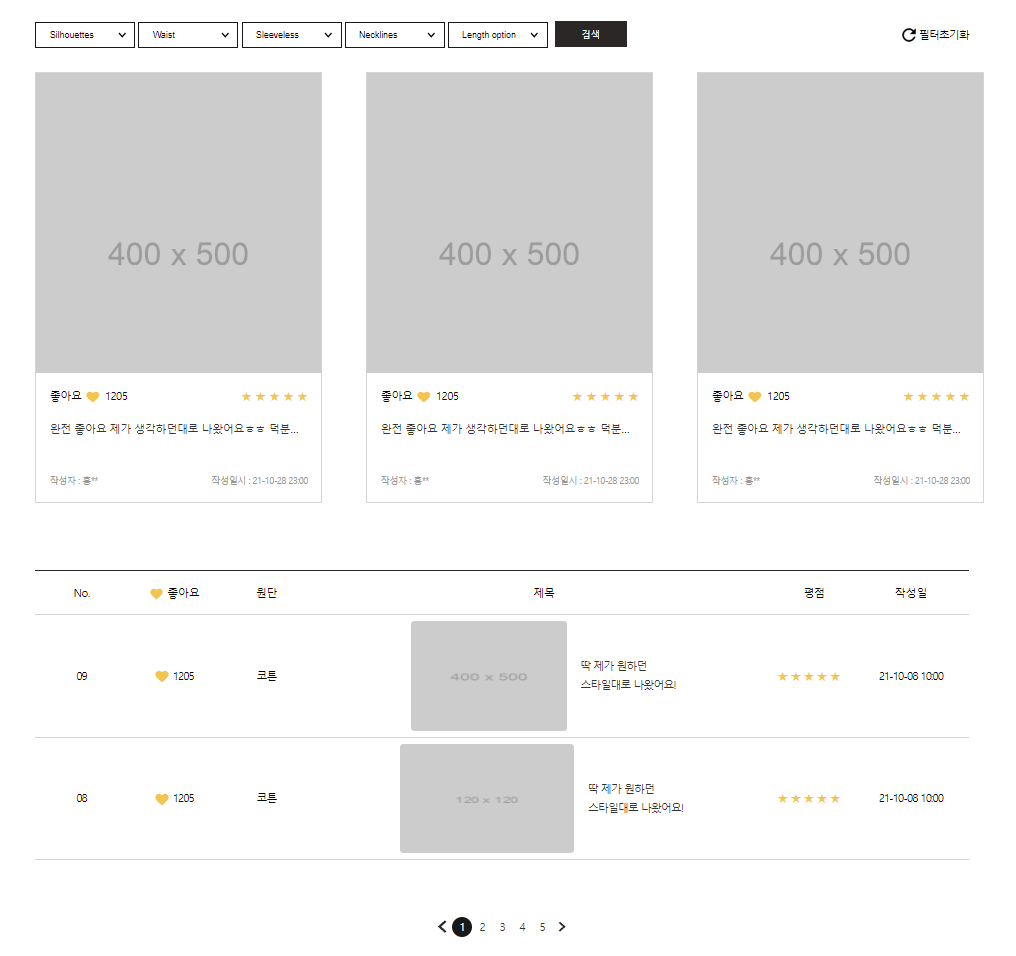 Silhouettes Waist Sleeveless Necklines Length option 검색 필터초기화
400 x 500 400 x 500 400 x 500
좋아요 1205 ★★★★★ 좋아요 1205 ★★★★★ 좋아요 1205 ★★★★★
완전 좋아요 제가 생각하던대로 나왔어요ㅎㅎ 덕분... 완전 좋아요 제가 생각하던대로 나왔어요ㅎㅎ 덕분... 완전 좋아요 제가 생각하던대로 나왔어요ㅎㅎ 덕분...
작성자 : 홍** 작성일시 : 21-10-28 23:00 작성자 : 홍** 작성일시 : 21-10-28 23:00 작성자 : 홍** 작성일시 : 21-10-28 23:00
No. 좋아요 원단 제목 평점 작성일
09 1205 코튼 400 x 500 딱 제가 원하던
스타일대로 나왔어요! ★★★★★ 21-10-08 10:00
08 1205 코튼 120 x 120 딱 제가 원하던
스타일대로 나왔어요! ★★★★★ 21-10-08 10:00
1 2 3 4 5